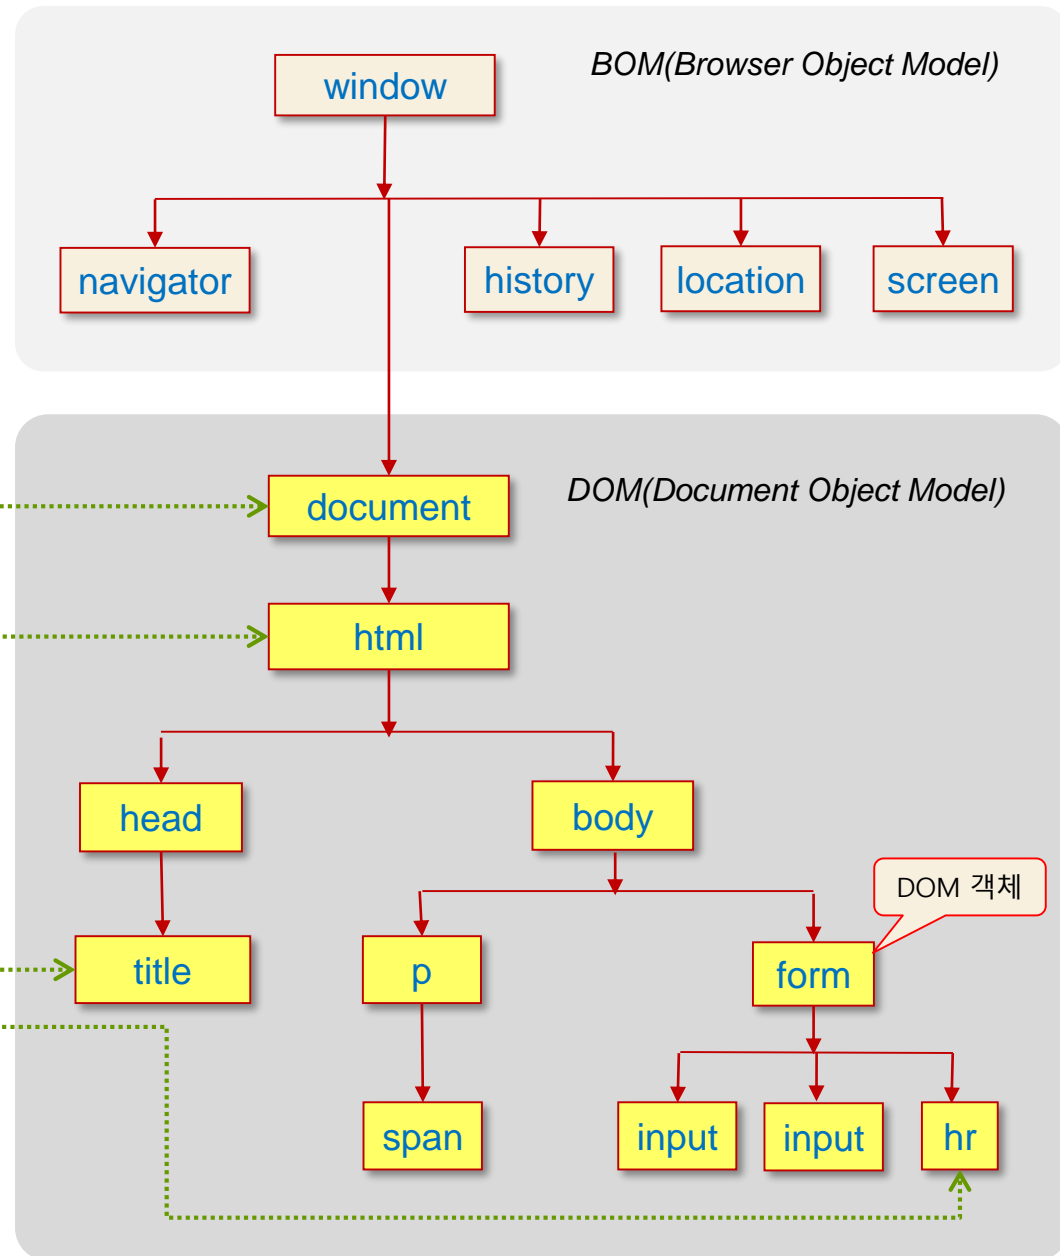 BOM(Browser Object Model)
window
navigator
history
location
screen
DOM(Document Object Model)
document
html
head
body
DOM 객체
title
p
form
span
input
input
hr